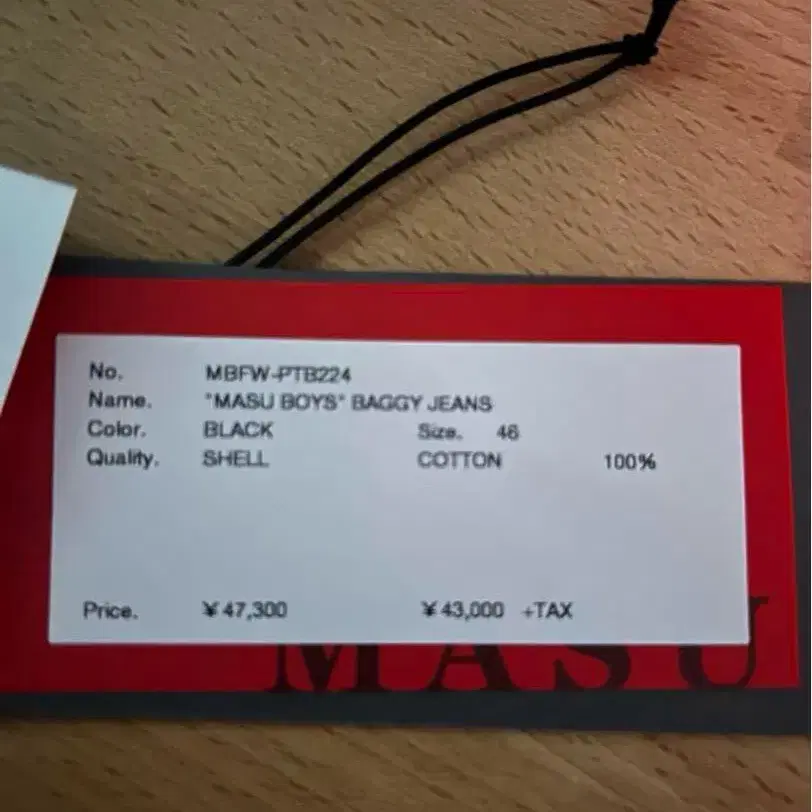 No. MBFW-PTB224
Name. "MASU BOYS" BAGGY JEANS
Color. BLACK Size. 46
Quality. SHELL COTTON 100%
Price. ¥47,300 ¥43,000 +TAX
MASU